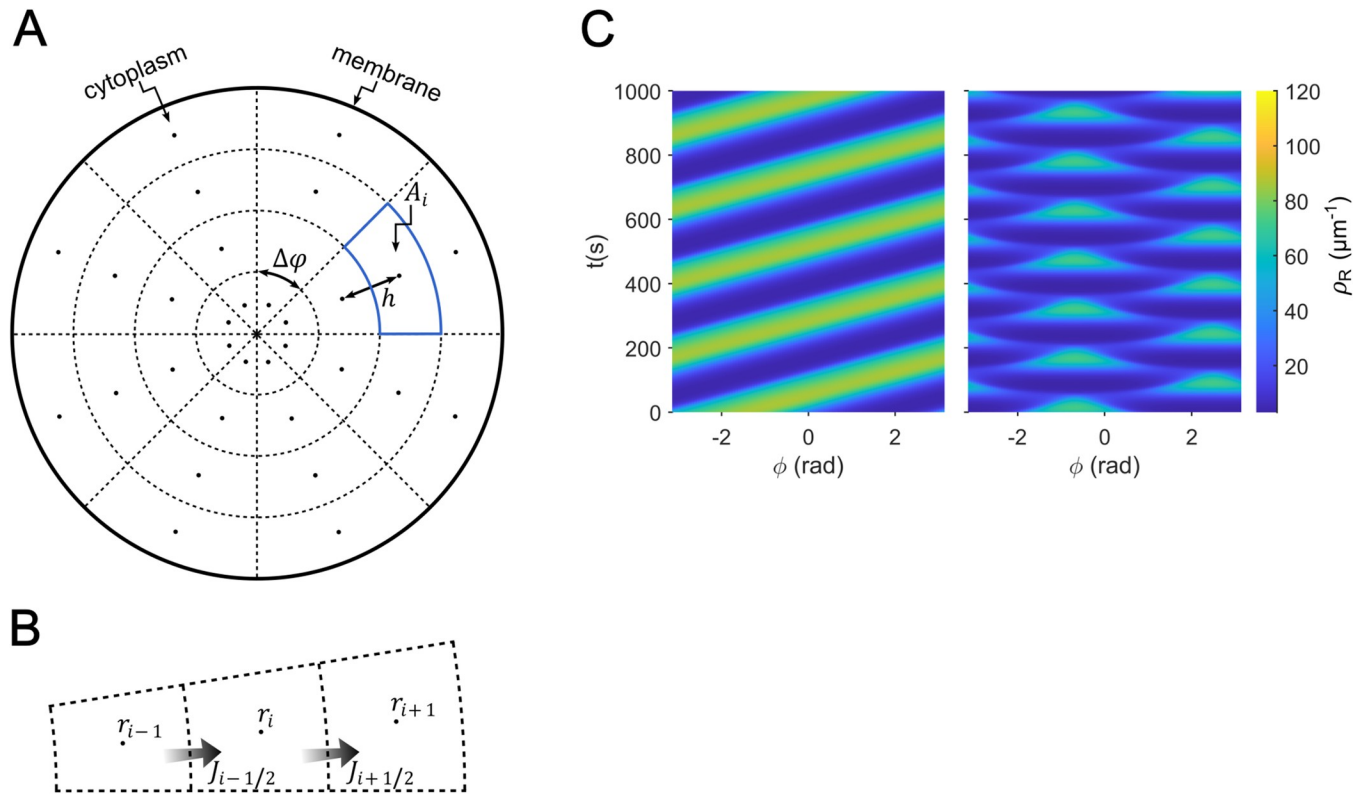 A
cytoplasm
membrane
A_i
Δφ
h
B
r_{i−1}
r_i
r_{i+1}
J_{i−1/2}
J_{i+1/2}
C
1000
800
600
400
200
0
t(s)
-2 0 2
ϕ (rad)
-2 0 2
ϕ (rad)
120
100
80
60
40
20
ρ_R (μm⁻¹)